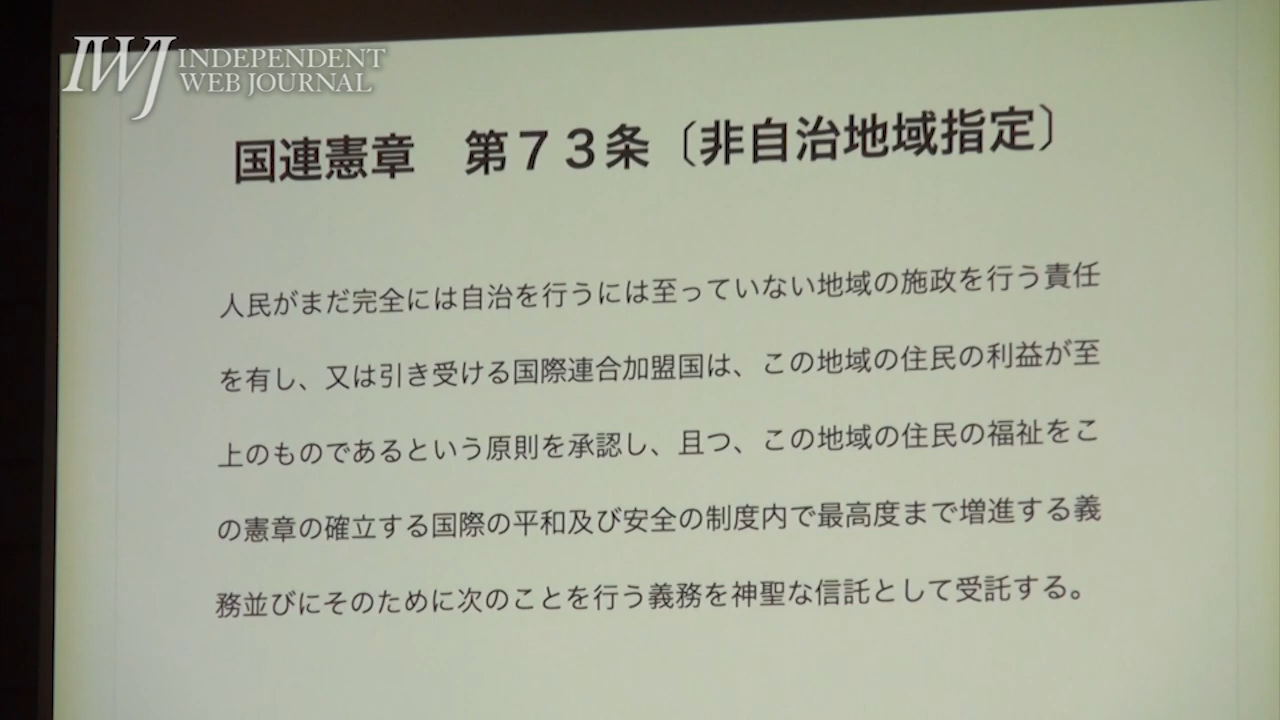 IWJ INDEPENDENT
WEB JOURNAL
国連憲章　第７３条〔非自治地域指定〕
人民がまだ完全には自治を行うには至っていない地域の施政を行う責任
を有し、又は引き受ける国際連合加盟国は、この地域の住民の利益が至
上のものであるという原則を承認し、且つ、この地域の住民の福祉をこ
の憲章の確立する国際の平和及び安全の制度内で最高度まで増進する義
務並びにそのために次のことを行う義務を神聖な信託として受託する。